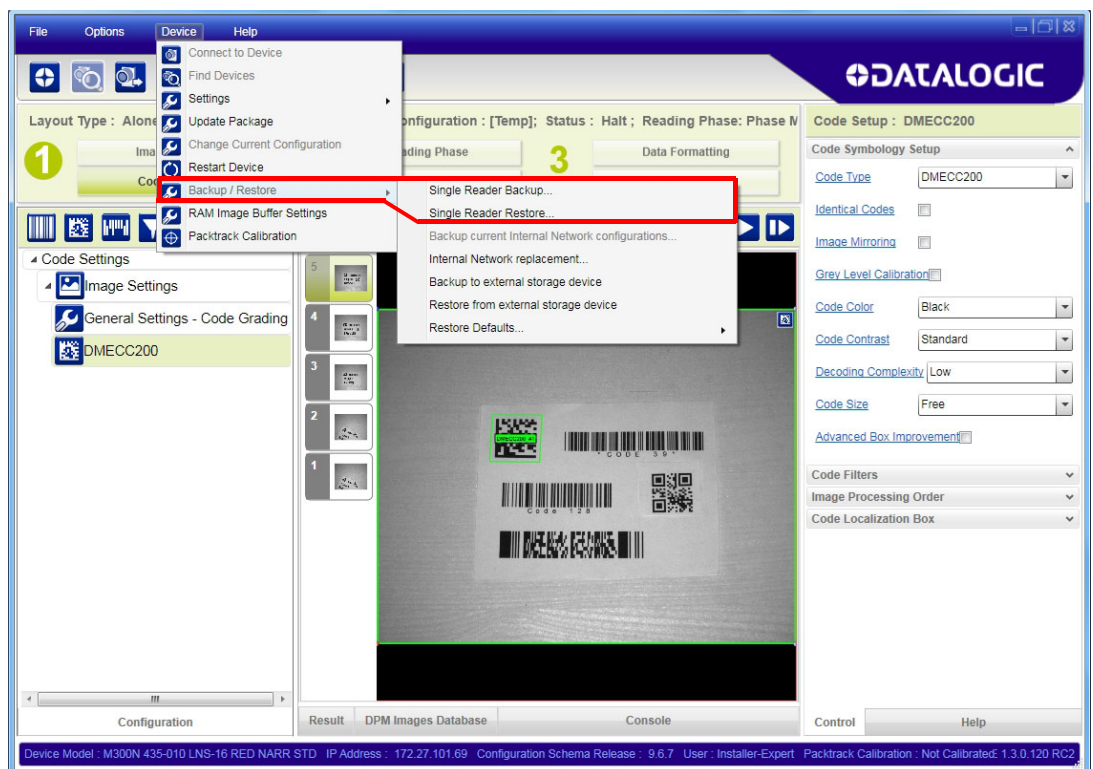 File Options Device Help
DATALOGIC
Connect to Device
Find Devices
Settings
Update Package
Change Current Configuration
Restart Device
Backup / Restore
RAM Image Buffer Settings
Packtrack Calibration
Single Reader Backup...
Single Reader Restore...
Backup current Internal Network configurations...
Internal Network replacement...
Backup to external storage device
Restore from external storage device
Restore Defaults...
Layout Type : Alone
onfiguration : [Temp]; Status : Halt ; Reading Phase: Phase M
1
Ima
ading Phase
3
Data Formatting
Cod
Code Settings
Image Settings
General Settings - Code Grading
DMECC200
5
4
3
2
1
* CODE 39*
Code 128
Code Setup : DMECC200
Code Symbology Setup
Code Type DMECC200
Identical Codes
Image Mirroring
Grey Level Calibration
Code Color Black
Code Contrast Standard
Decoding Complexity Low
Code Size Free
Advanced Box Improvement
Code Filters
Image Processing Order
Code Localization Box
Configuration
Result DPM Images Database Console
Control Help
Device Model : M300N 435-010 LNS-16 RED NARR STD IP Address : 172.27.101.69 Configuration Schema Release : 9.6.7 User : Installer-Expert Packtrack Calibration : Not Calibrated: 1.3.0.120 RC2